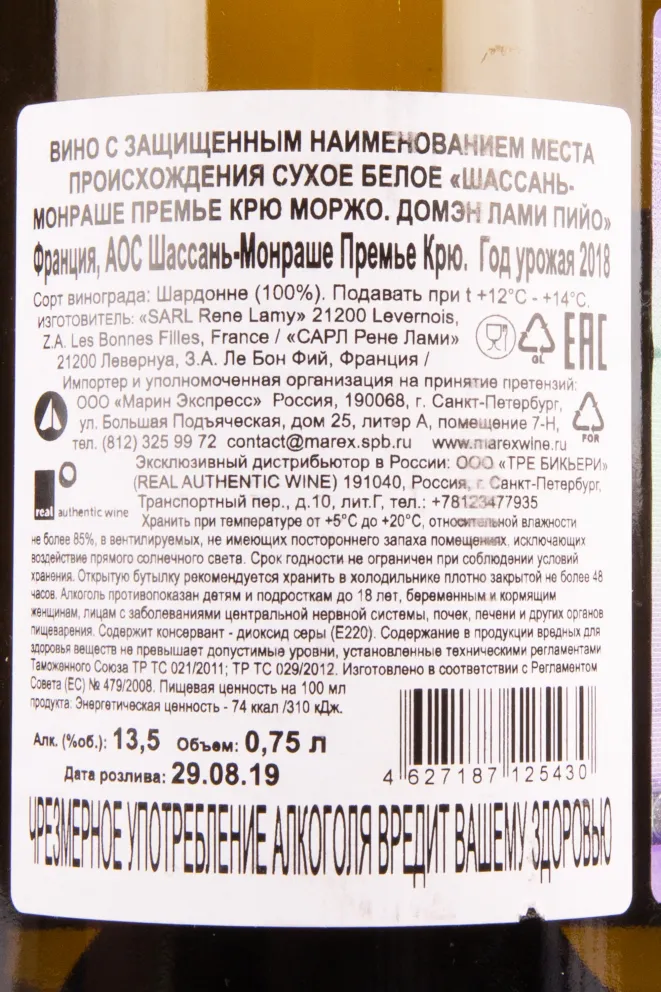 ВИНО С ЗАЩИЩЕННЫМ НАИМЕНОВАНИЕМ МЕСТА
ПРОИСХОЖДЕНИЯ СУХОЕ БЕЛОЕ «ШАССАНЬ-
МОНРАШЕ ПРЕМЬЕ КРЮ МОРЖО. ДОМЭН ЛАМИ ПИЙО»
Франция, АОС Шассань-Монраше Премье Крю. Год урожая 2018
Сорт винограда: Шардонне (100%). Подавать при t +12°C - +14°C.
изготовитель: «SARL Rene Lamy» 21200 Levernois,
Z.A. Les Bonnes Filles, France / «САРЛ Рене Лами»
21200 Левернуа, З.А. Ле Бон Фий, Франция /
GL
EAC
Импортер и уполномоченная организация на принятие претензий:
ООО «Марин Экспресс» Россия, 190068, г. Санкт-Петербург,
ул. Большая Подъяческая, дом 25, литэр А, помещение 7-Н,
тел. (812) 325 99 72 contact@marex.spb.ru www.marexwine.ru
FOR
Эксклюзивный дистрибьютор в России: ООО «ТРЕ БИКЬЕРИ»
(REAL AUTHENTIC WINE) 191040, Россия, г. Санкт-Петербург,
Транспортный пер., д.10, лит.Г, тел.: +78123477935
real authentic wine
Хранить при температуре от +5°C до +20°C, относительной влажности
не более 85%, в вентилируемых, не имеющих постороннего запаха помещениях, исключающих
воздействие прямого солнечного света. Срок годности не ограничен при соблюдении условий
хранения. Открытую бутылку рекомендуется хранить в холодильнике плотно закрытой не более 48
часов. Алкоголь противопоказан детям и подросткам до 18 лет, беременным и кормящим
женщинам, лицам с заболеваниями центральной нервной системы, почек, печени и других органов
пищеварения. Содержит консервант - диоксид серы (Е220). Содержание в продукции вредных для
здоровья веществ не превышает допустимые уровни, установленные техническими регламентами
Таможенного Союза ТР ТС 021/2011; ТР ТС 029/2012. Изготовлено в соответствии с Регламентом
Совета (ЕС) № 479/2008. Пищевая ценность на 100 мл
продукта: Энергетическая ценность - 74 ккал /310 кДж.
Алк. (%об.): 13,5 Объем: 0,75 л
Дата розлива: 29.08.19
4 627187 125430
ЧРЕЗМЕРНОЕ УПОТРЕБЛЕНИЕ АЛКОГОЛЯ ВРЕДИТ ВАШЕМУ ЗДОРОВЬЮ